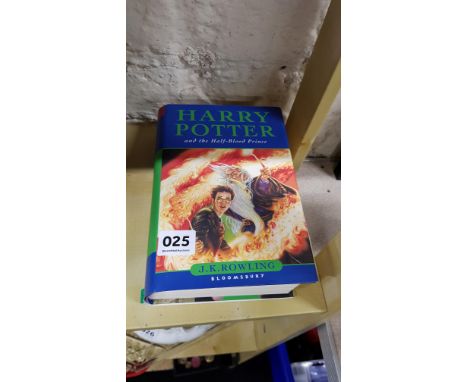 HARRY
POTTER
and the Half-Blood Prince
025
J.K.ROWLING
BLOOMSBURY